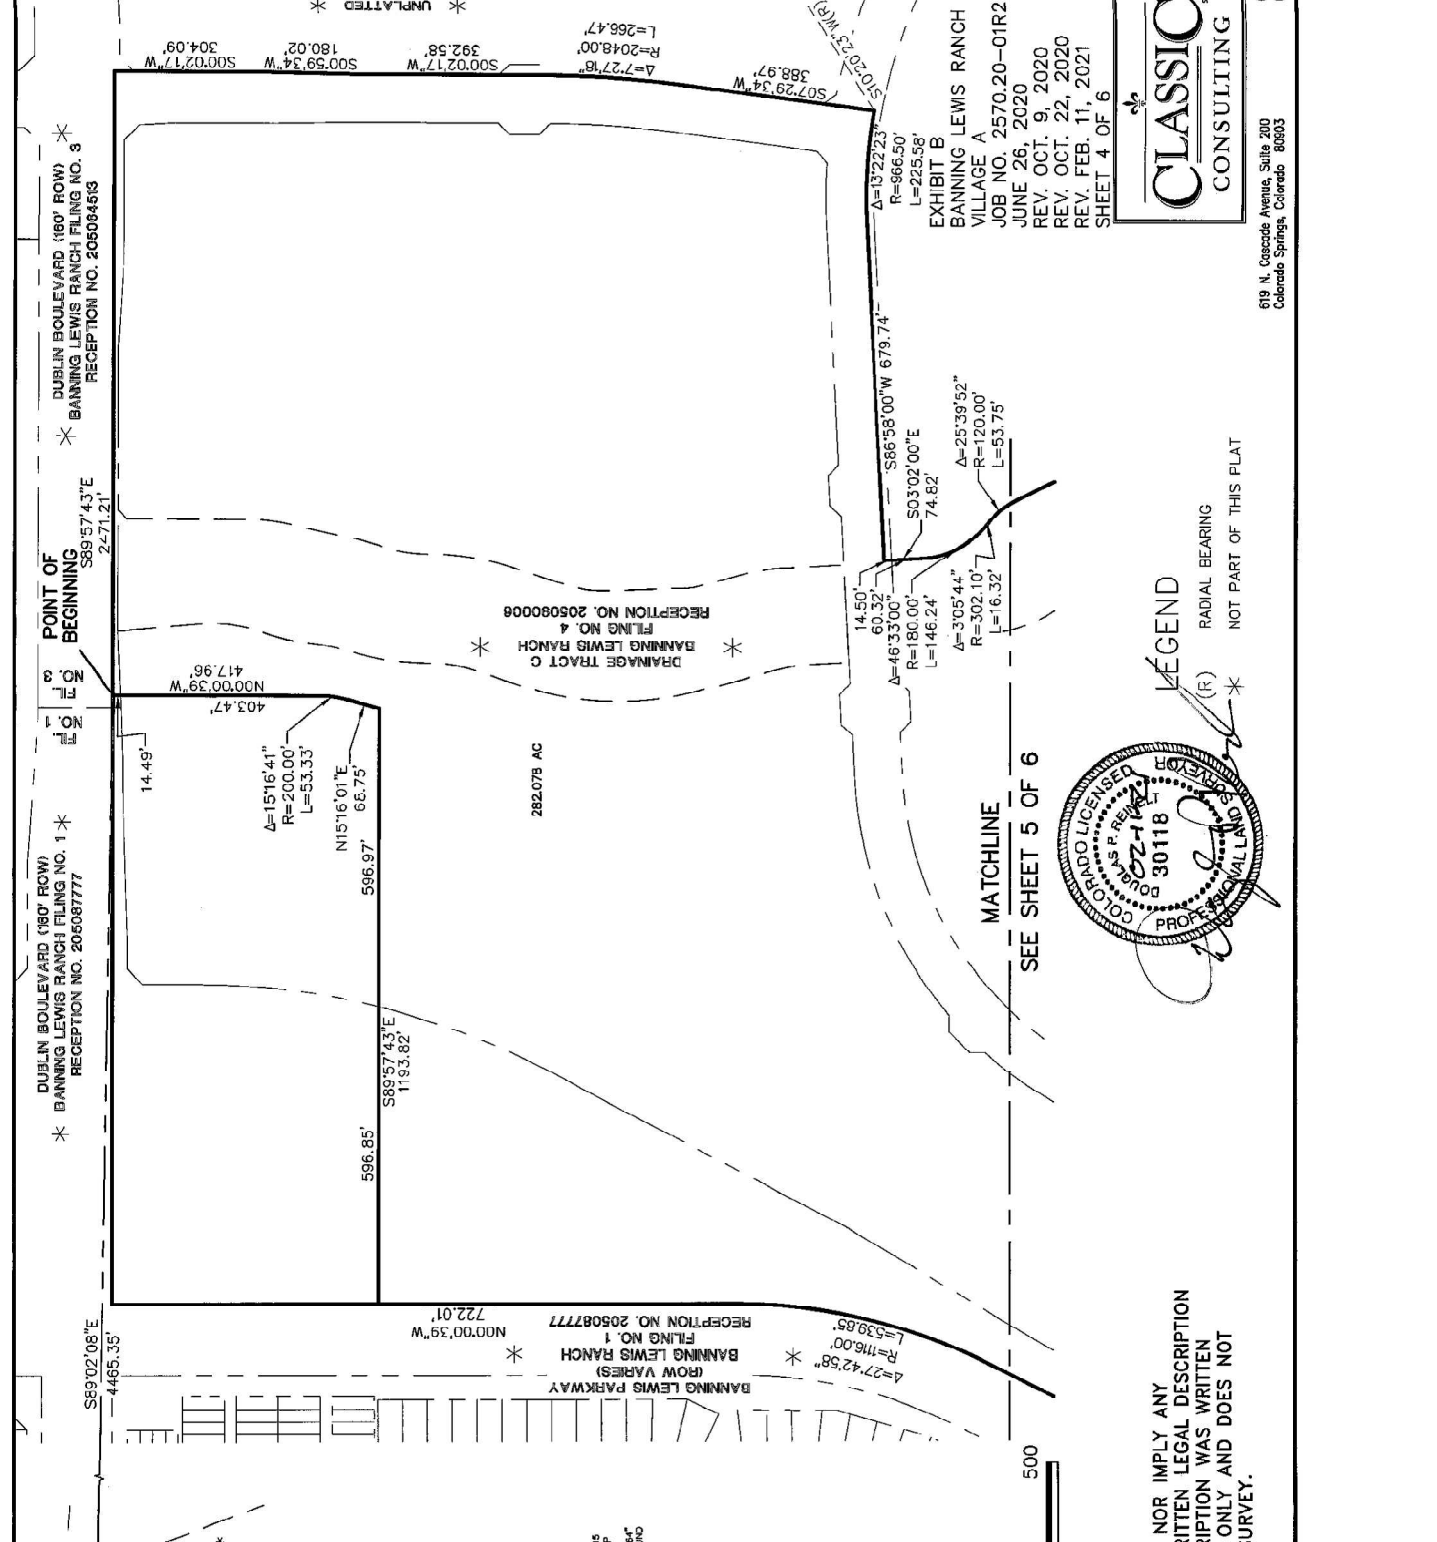 UNPLATTED
*
*
S00°02'17"W
304.09'
S00°59'34"W
180.02'
S00°02'17"W
392.58'
Δ=7°27'18"
R=2048.00'
L=266.47'
S07°29'34"W
388.97'
S10°20'23"W(R)
Δ=13°22'23"
R=966.50'
L=225.58'
EXHIBIT B
BANNING LEWIS RANCH
VILLAGE A
JOB NO. 2570.20-01R2
JUNE 26, 2020
REV. OCT. 9, 2020
REV. OCT. 22, 2020
REV. FEB. 11, 2021
SHEET 4 OF 6
CLASSIC
CONSULTING
619 N. Cascade Avenue, Suite 200
Colorado Springs, Colorado 80903
DUBLIN BOULEVARD (160' ROW)
* BANNING LEWIS RANCH FILING NO. 3 *
RECEPTION NO. 205064513
S89°57'43"E
2471.21'
POINT OF
BEGINNING
FIL. NO. 3
FIL. NO. 1
N00°00'39"W
417.96'
403.47'
14.49'
Δ=15°16'41"
R=200.00'
L=53.33'
N15°16'01"E
68.75'
596.97'
DRAINAGE TRACT C
BANNING LEWIS RANCH
FILING NO. 4
RECEPTION NO. 205090006
*
*
282.078 AC
S86°58'00"W 679.74'
S03°02'00"E
74.82'
14.50'
60.32'
Δ=46°33'00"
R=180.00'
L=146.24'
Δ=3°05'44"
R=302.10'
L=16.32'
Δ=25°39'52"
R=120.00'
L=53.75'
MATCHLINE
SEE SHEET 5 OF 6
LEGEND
(R) RADIAL BEARING
* NOT PART OF THIS PLAT
COLORADO LICENSED
DOUGLAS P. REINELT
30118
PROFESSIONAL LAND SURVEYOR
DUBLIN BOULEVARD (160' ROW)
* BANNING LEWIS RANCH FILING NO. 1 *
RECEPTION NO. 205087777
S89°57'43"E
1193.82'
596.85'
S89°02'08"E
4465.35'
N00°00'39"W
722.01'
BANNING LEWIS PARKWAY
(ROW VARIES)
BANNING LEWIS RANCH
FILING NO. 1
RECEPTION NO. 205087777
*
*
Δ=27°42'58"
R=1116.00'
L=539.85'
500
NOR IMPLY ANY
LEGAL DESCRIPTION
WAS WRITTEN
ONLY AND DOES NOT